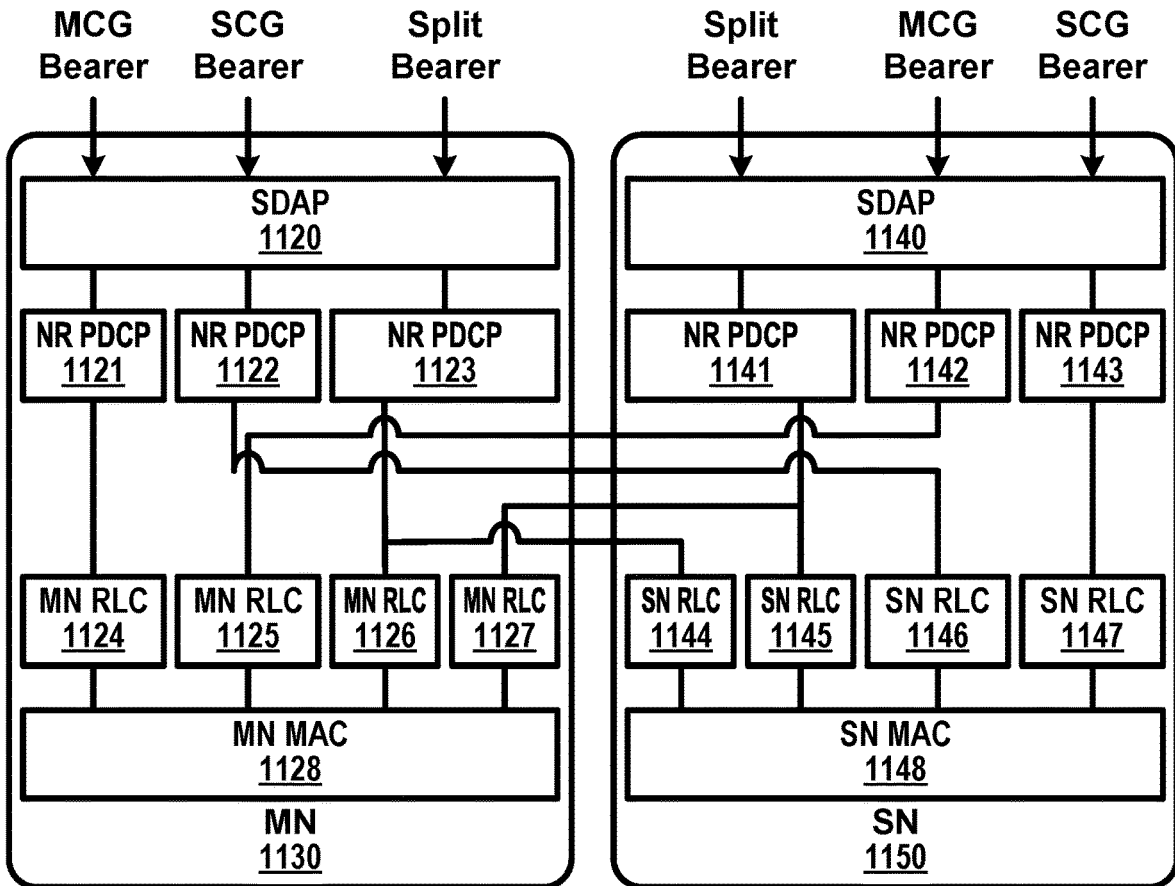 MCG Bearer
SCG Bearer
Split Bearer
Split Bearer
MCG Bearer
SCG Bearer
SDAP
1120
SDAP
1140
NR PDCP
1121
NR PDCP
1122
NR PDCP
1123
NR PDCP
1141
NR PDCP
1142
NR PDCP
1143
MN RLC
1124
MN RLC
1125
MN RLC
1126
MN RLC
1127
SN RLC
1144
SN RLC
1145
SN RLC
1146
SN RLC
1147
MN MAC
1128
SN MAC
1148
MN
1130
SN
1150